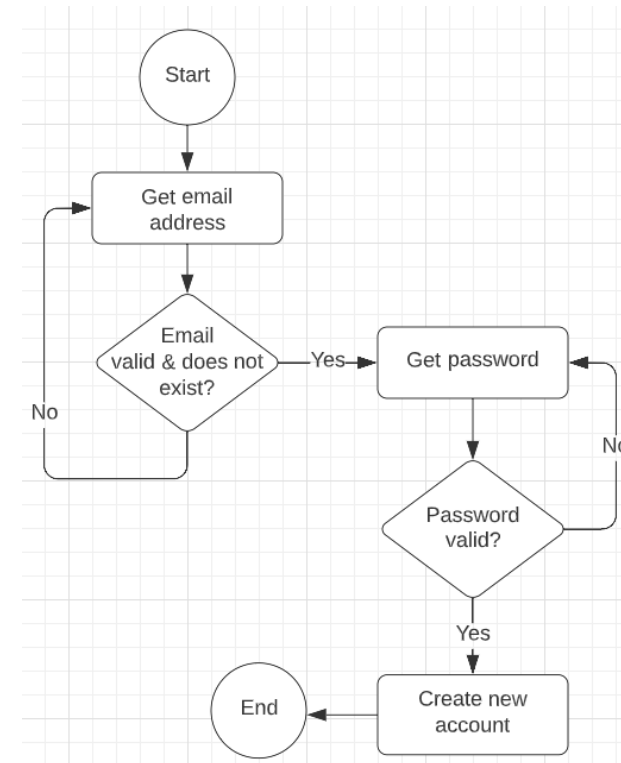 Start
Get email
address
Email
valid & does not
exist?
Yes
Get password
No
No
Password
valid?
Yes
Create new
account
End